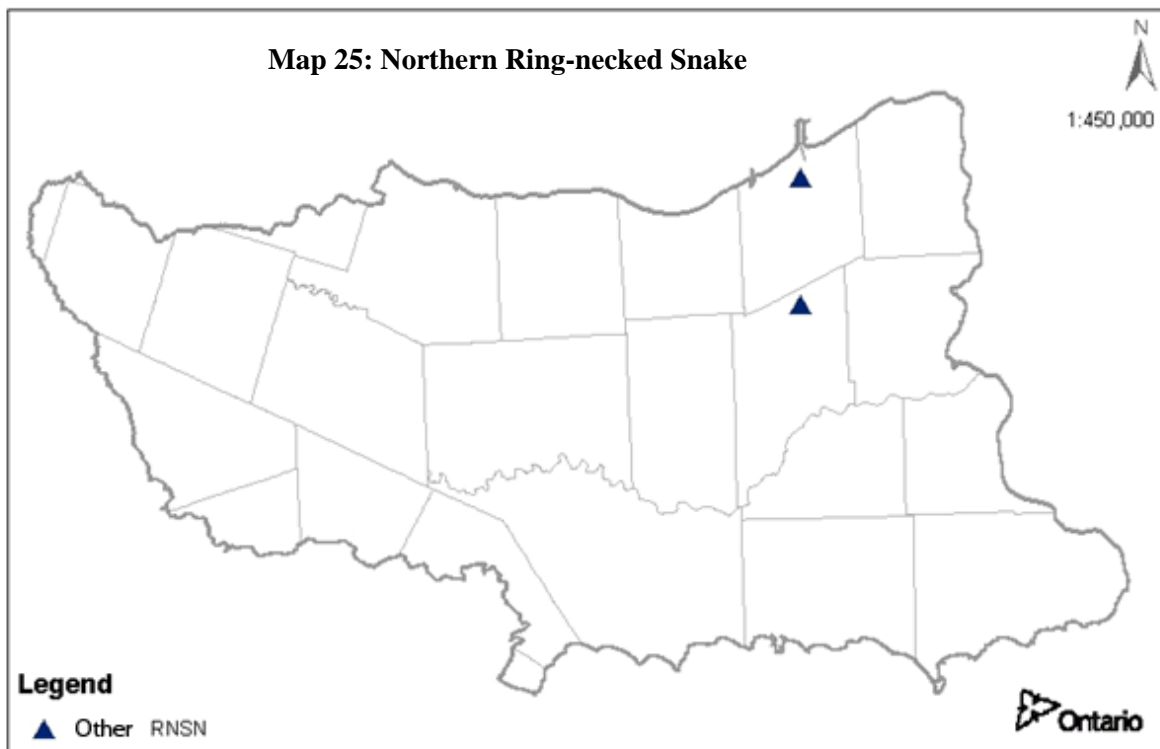 Map 25: Northern Ring-necked Snake
N
1:450,000
Legend
Other RNSN
Ontario